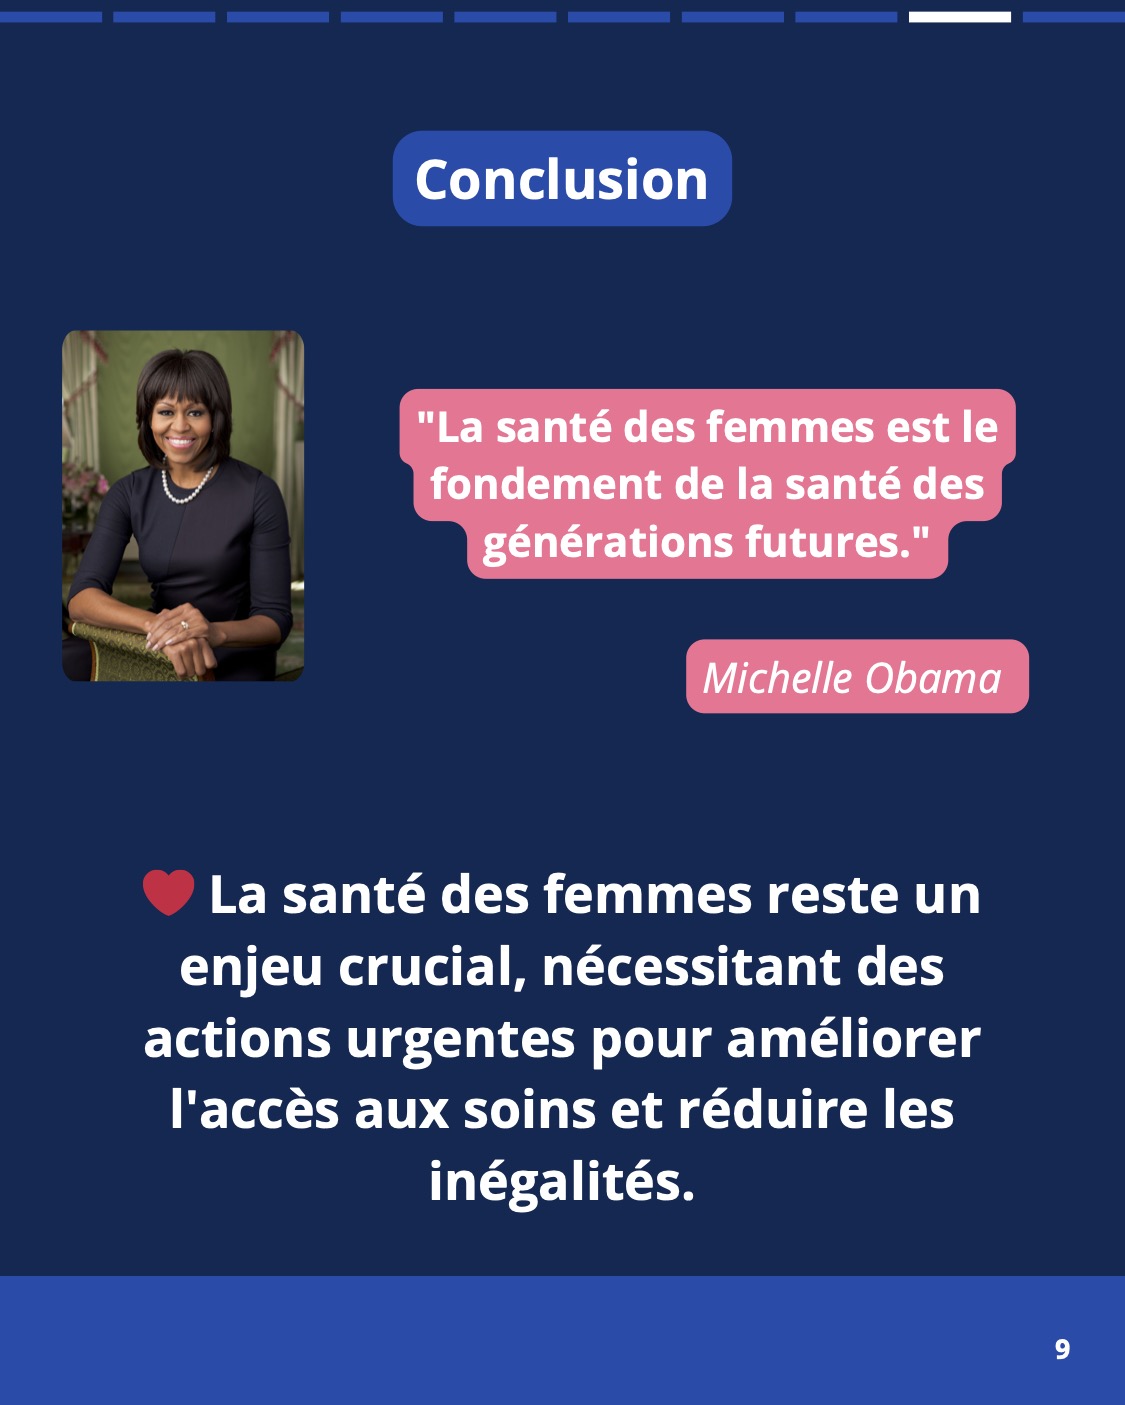 Conclusion
"La santé des femmes est le
fondement de la santé des
générations futures."
Michelle Obama
❤️ La santé des femmes reste un
enjeu crucial, nécessitant des
actions urgentes pour améliorer
l'accès aux soins et réduire les
inégalités.
9